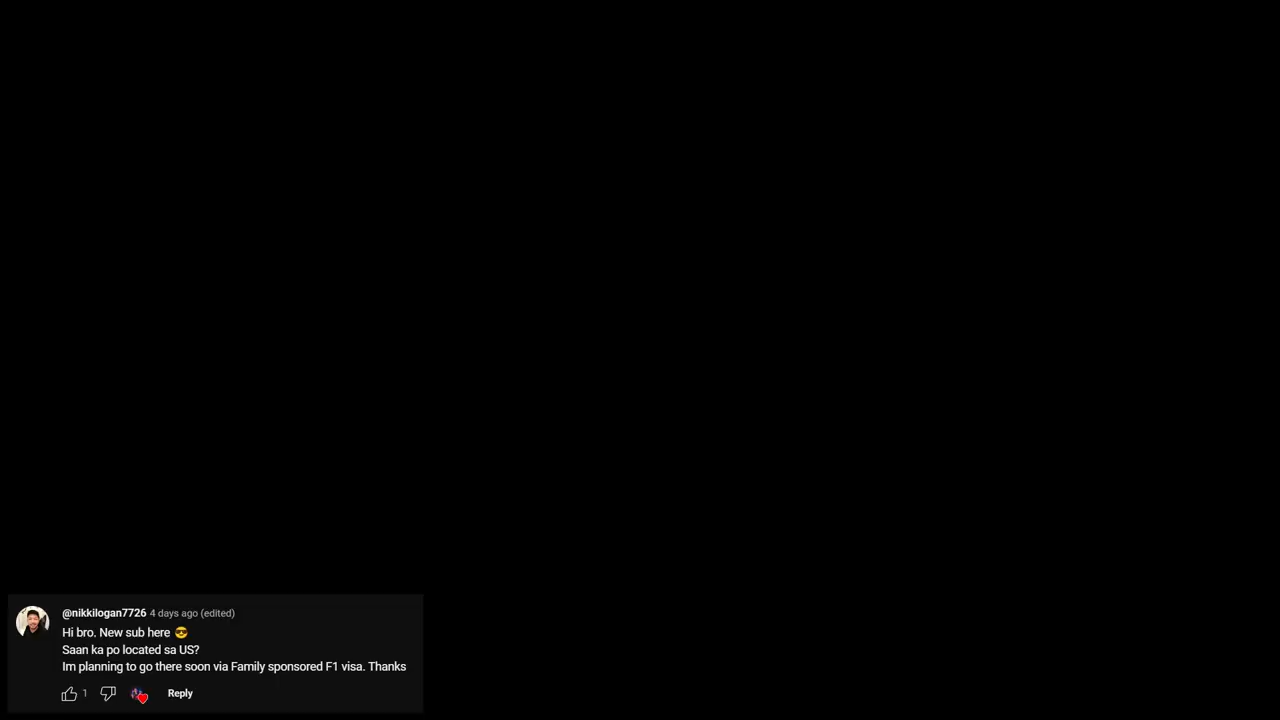 @nikkilogan7726 4 days ago (edited)
Hi bro. New sub here 😎
Saan ka po located sa US?
Im planning to go there soon via Family sponsored F1 visa. Thanks
1 Reply